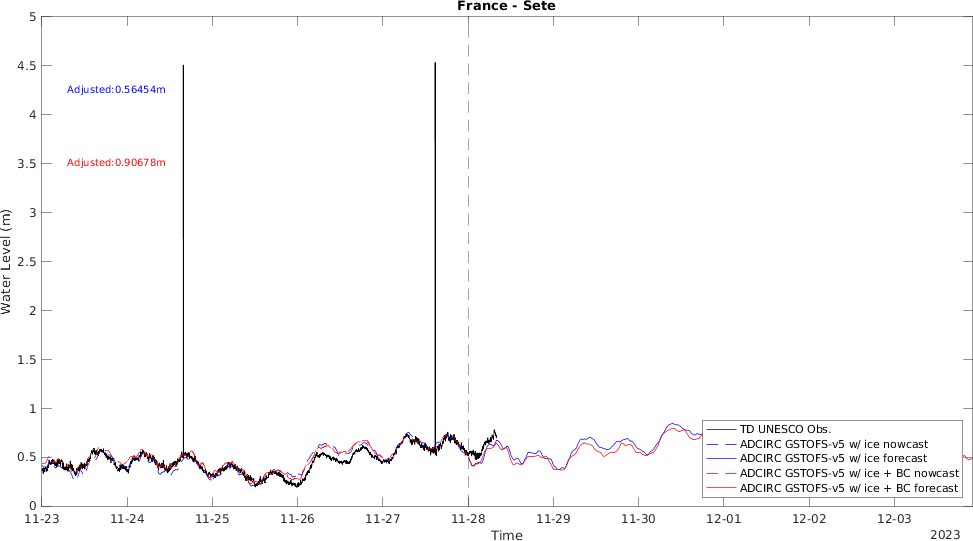 France - Sete
5
4.5
4
3.5
3
2.5
2
1.5
1
0.5
0
Water Level (m)
Adjusted:0.56454m
Adjusted:0.90678m
TD UNESCO Obs.
ADCIRC GSTOFS-v5 w/ ice nowcast
ADCIRC GSTOFS-v5 w/ ice forecast
ADCIRC GSTOFS-v5 w/ ice + BC nowcast
ADCIRC GSTOFS-v5 w/ ice + BC forecast
11-23 11-24 11-25 11-26 11-27 11-28 11-29 11-30 12-01 12-02 12-03
Time
2023